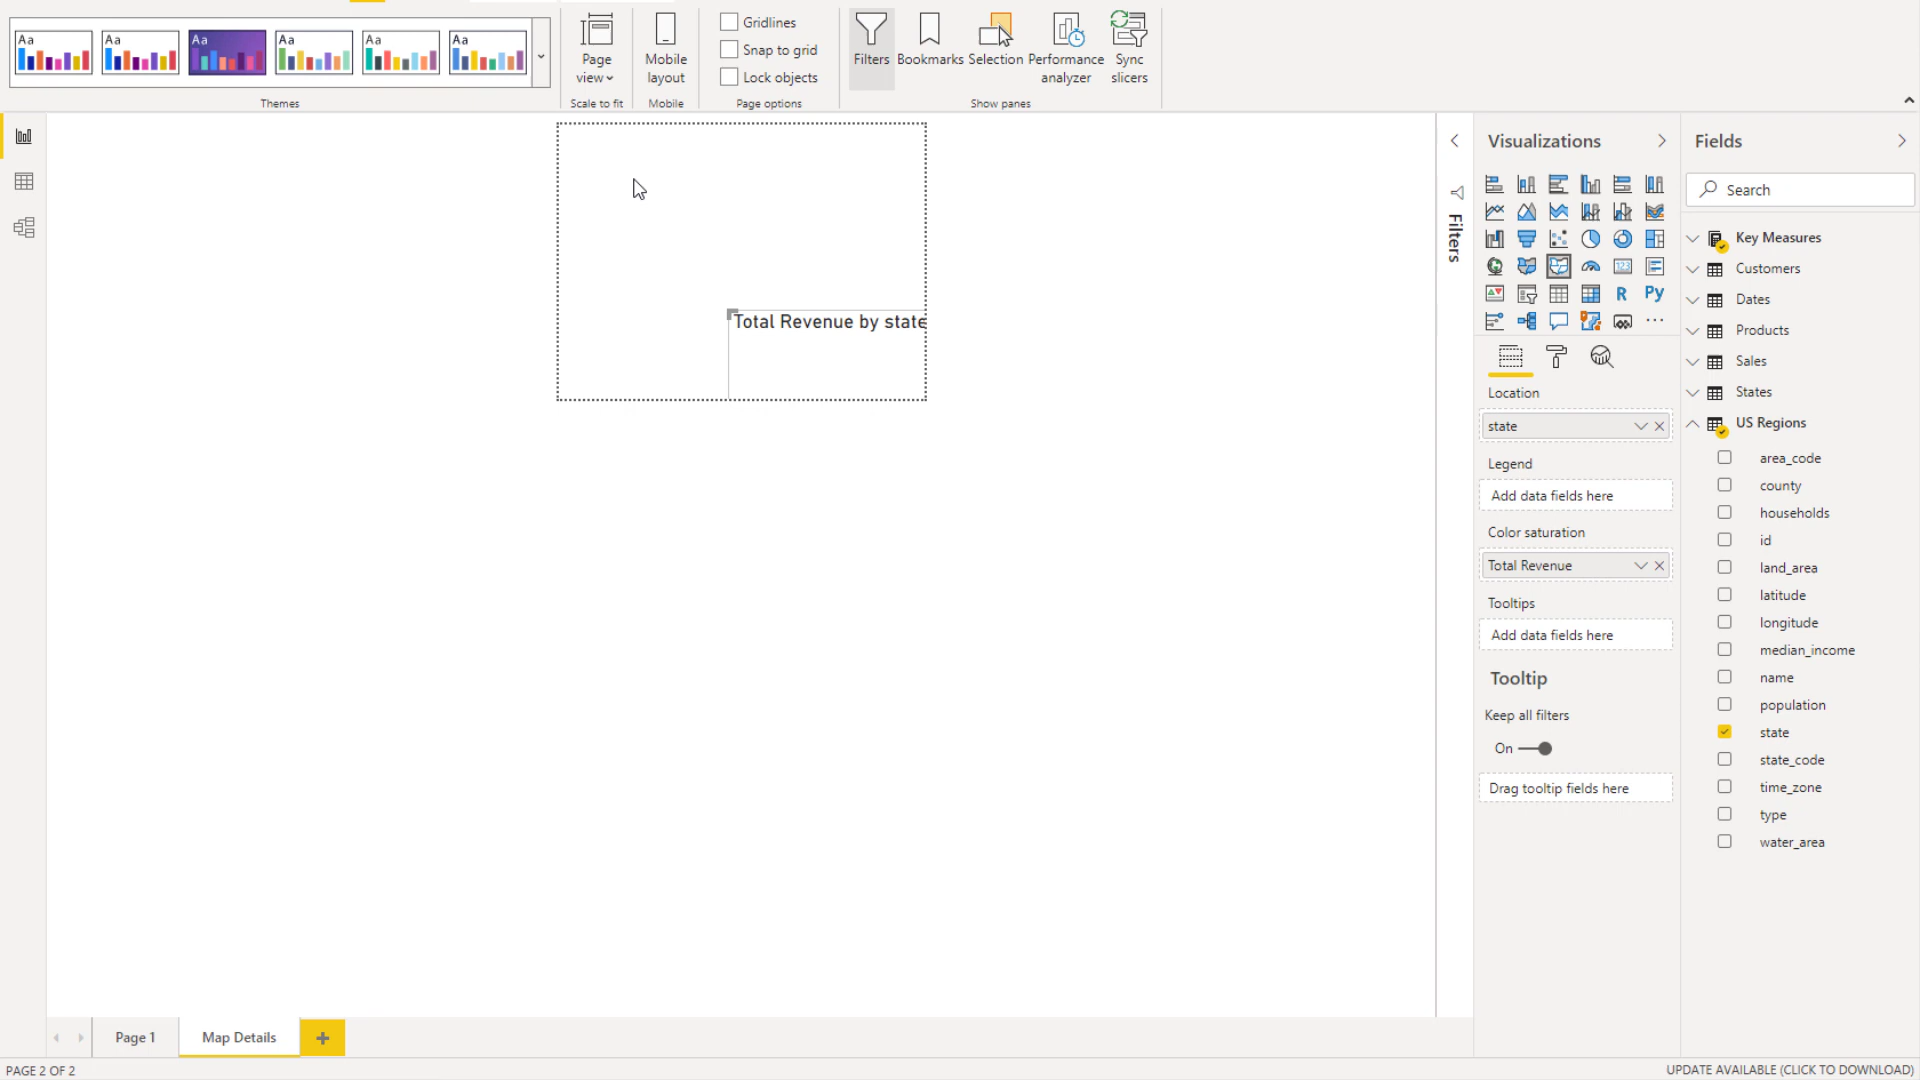 Aa Aa Aa Aa Aa Aa
Themes
Page
view
Scale to fit
Mobile
layout
Mobile
Gridlines
Snap to grid
Lock objects
Page options
Filters
Bookmarks
Selection
Performance
analyzer
Sync
slicers
Show panes
Total Revenue by state
Filters
Visualizations
123
R
Py
Location
state
Legend
Add data fields here
Color saturation
Total Revenue
Tooltips
Add data fields here
Tooltip
Keep all filters
On
Drag tooltip fields here
Fields
Search
Key Measures
Customers
Dates
Products
Sales
States
US Regions
area_code
county
households
id
land_area
latitude
longitude
median_income
name
population
state
state_code
time_zone
type
water_area
Page 1
Map Details
PAGE 2 OF 2
UPDATE AVAILABLE (CLICK TO DOWNLOAD)